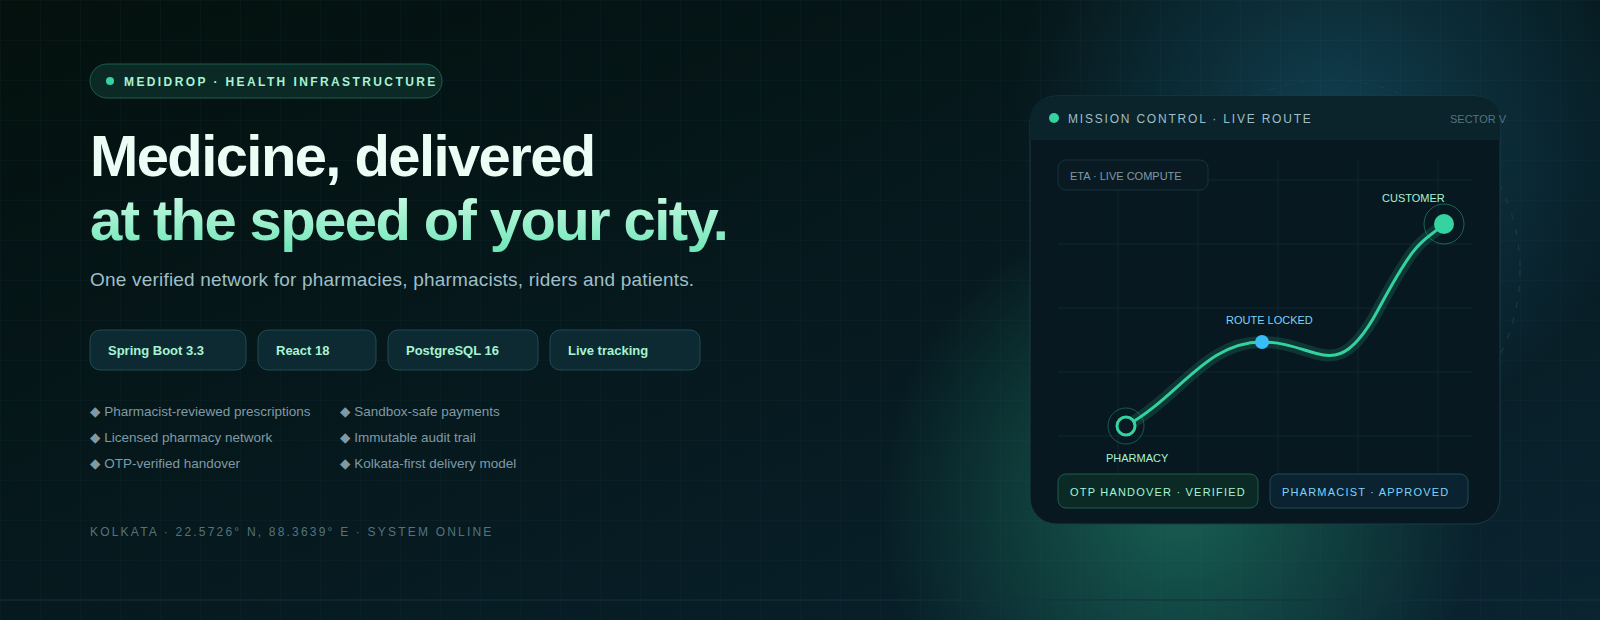 MEDIDROP · HEALTH INFRASTRUCTURE
Medicine, delivered
at the speed of your city.
One verified network for pharmacies, pharmacists, riders and patients.
Spring Boot 3.3
React 18
PostgreSQL 16
Live tracking
◆ Pharmacist-reviewed prescriptions
◆ Sandbox-safe payments
◆ Licensed pharmacy network
◆ Immutable audit trail
◆ OTP-verified handover
◆ Kolkata-first delivery model
KOLKATA · 22.5726° N, 88.3639° E · SYSTEM ONLINE
MISSION CONTROL · LIVE ROUTE
SECTOR V
ETA · LIVE COMPUTE
CUSTOMER
ROUTE LOCKED
PHARMACY
OTP HANDOVER · VERIFIED
PHARMACIST · APPROVED